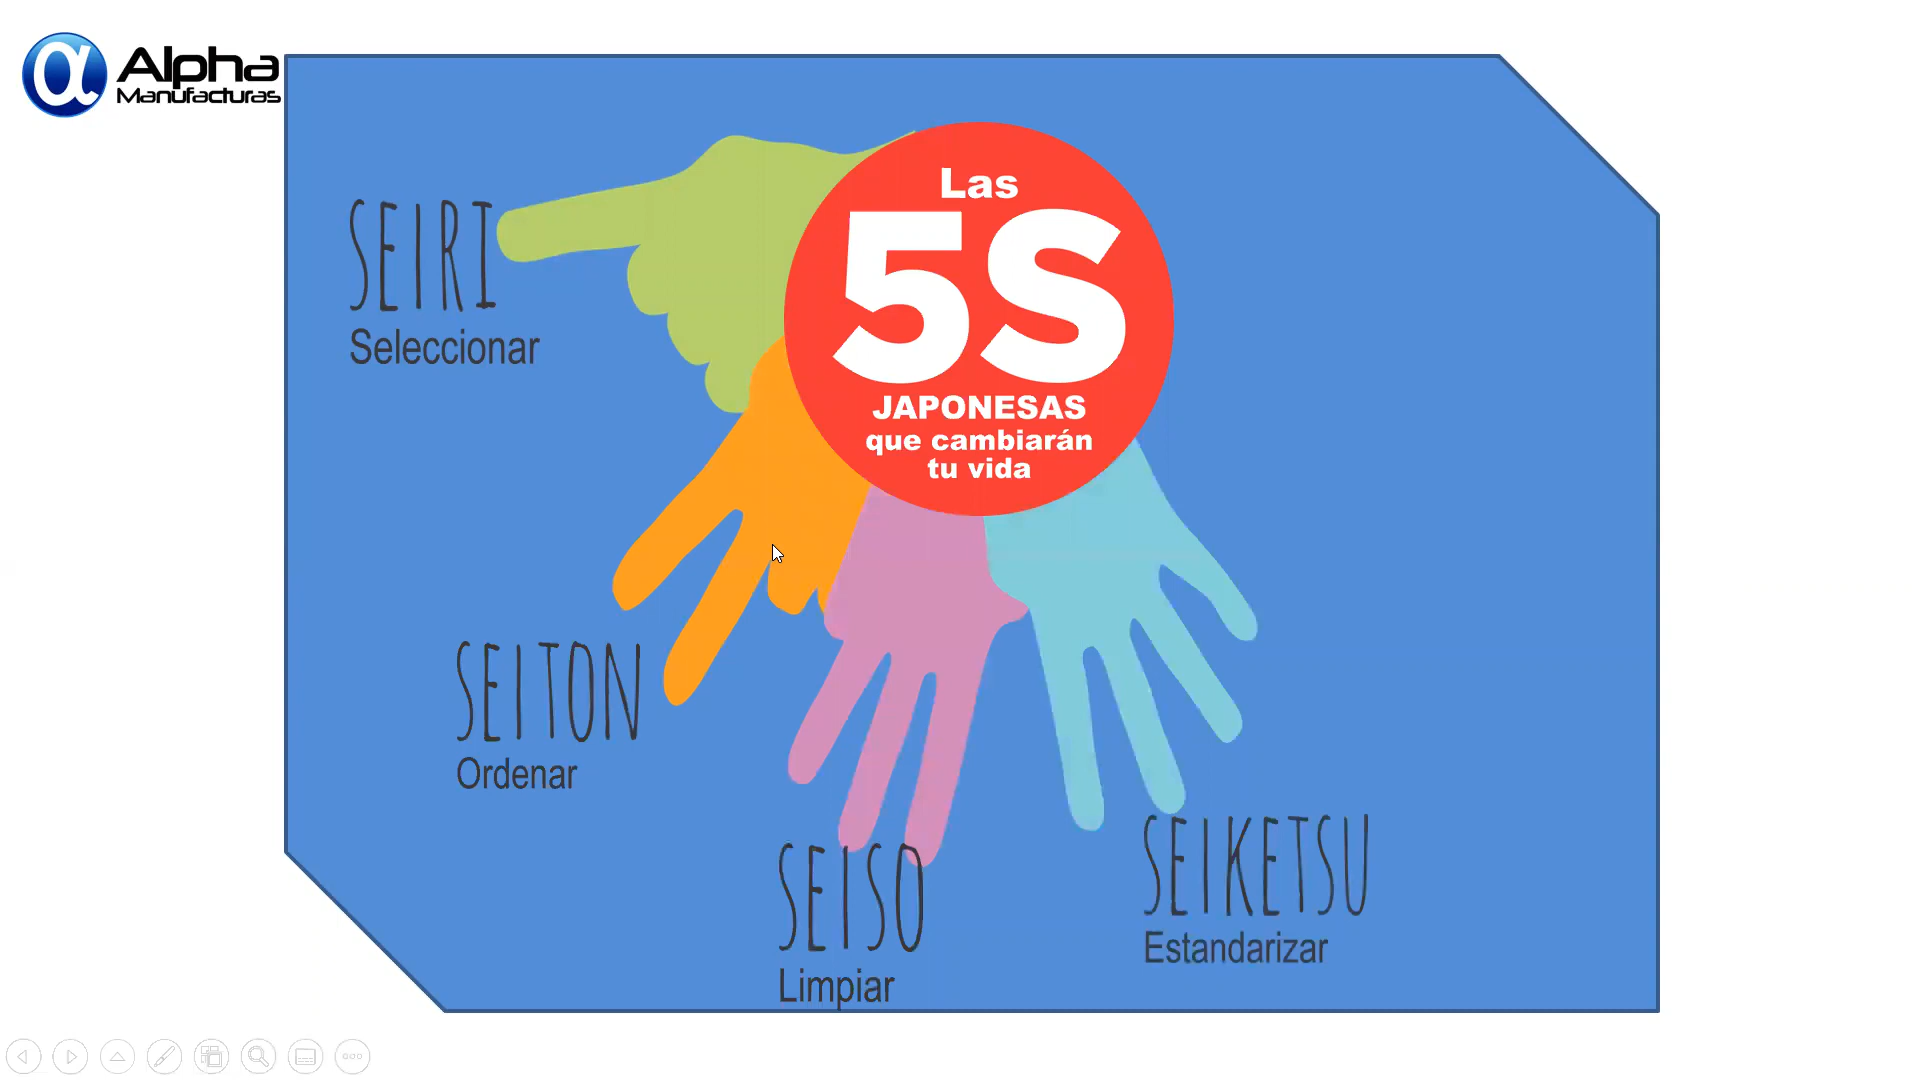 Alpha
Manufacturas
Las
5S
JAPONESAS
que cambiarán
tu vida
SEIRI
Seleccionar
SEITON
Ordenar
SEISO
Limpiar
SEIKETSU
Estandarizar